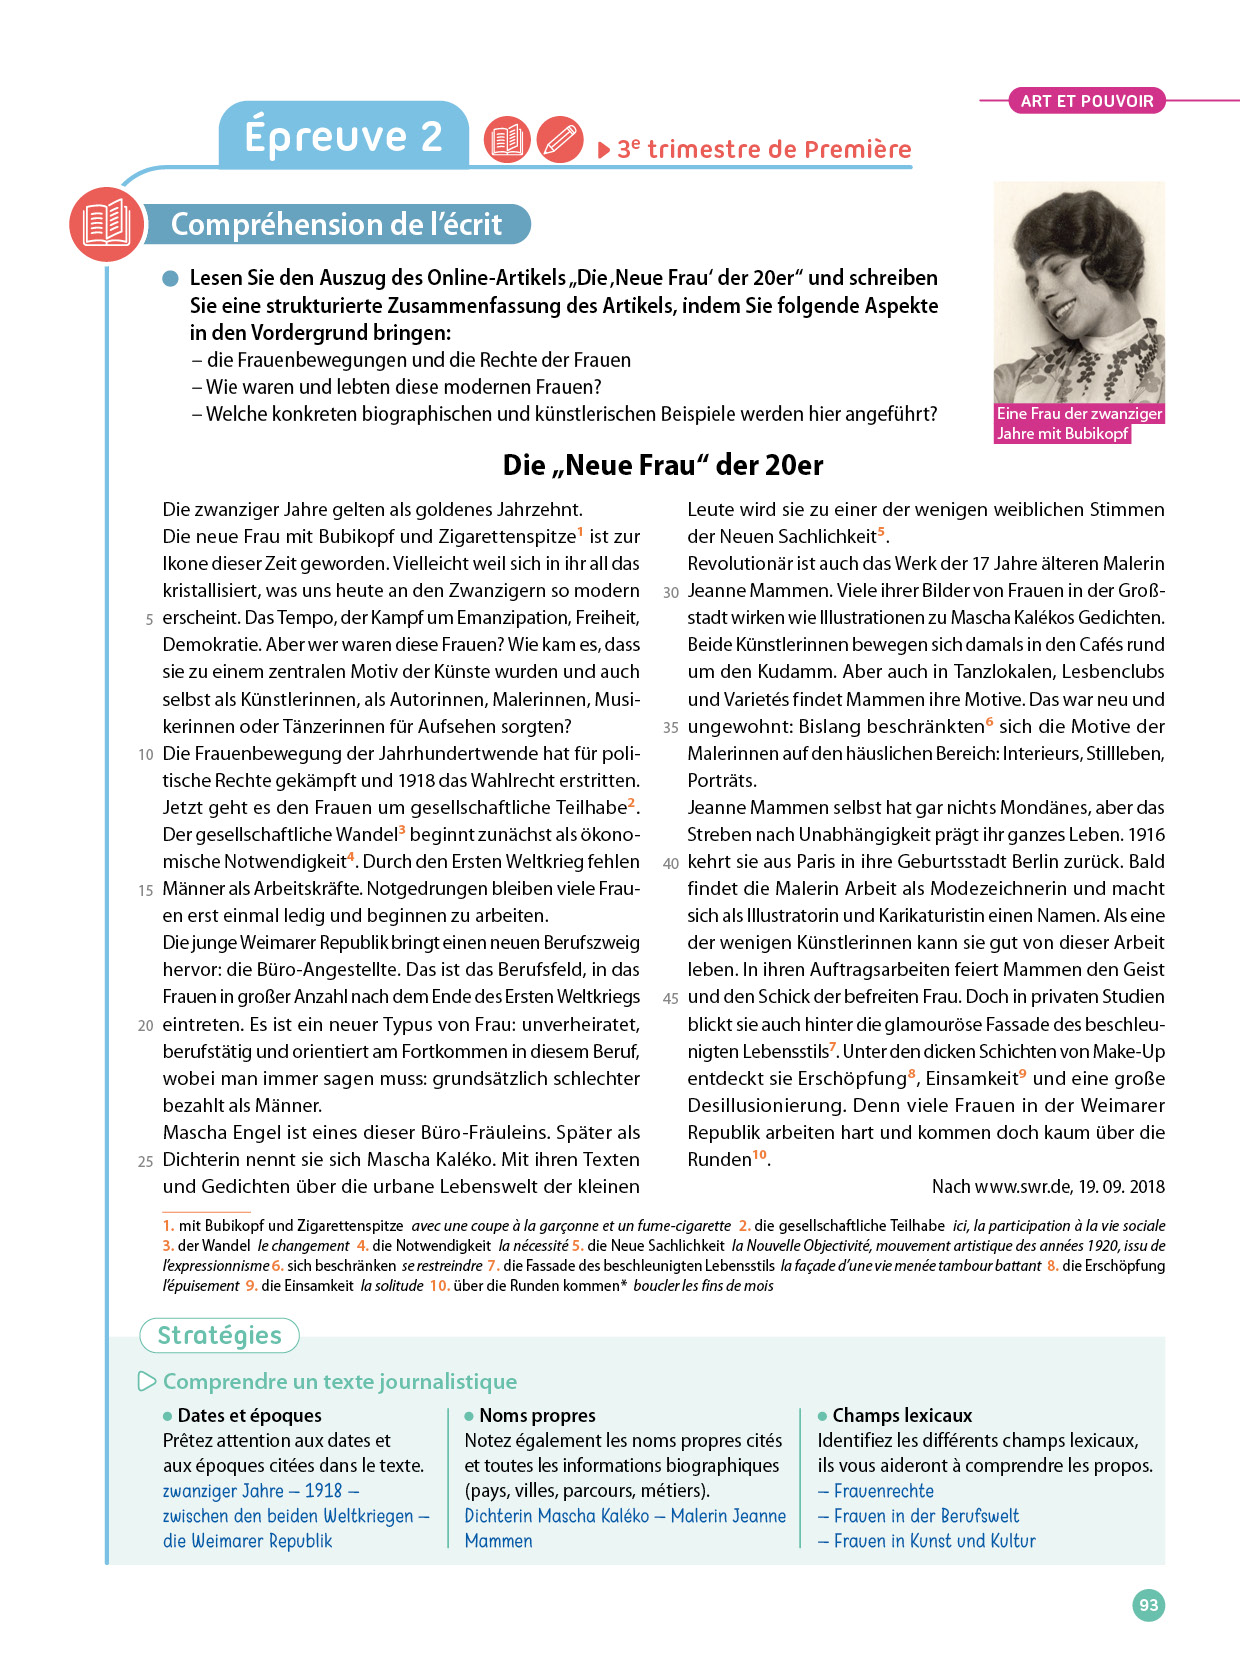 ART ET POUVOIR
Épreuve 2
3e trimestre de Première
Compréhension de l'écrit
Lesen Sie den Auszug des Online-Artikels „Die ‚Neue Frau‘ der 20er“ und schreiben
Sie eine strukturierte Zusammenfassung des Artikels, indem Sie folgende Aspekte
in den Vordergrund bringen:
– die Frauenbewegungen und die Rechte der Frauen
– Wie waren und lebten diese modernen Frauen?
– Welche konkreten biographischen und künstlerischen Beispiele werden hier angeführt?
Eine Frau der zwanziger
Jahre mit Bubikopf
Die „Neue Frau“ der 20er
Die zwanziger Jahre gelten als goldenes Jahrzehnt.
Die neue Frau mit Bubikopf und Zigarettenspitze1 ist zur
Ikone dieser Zeit geworden. Vielleicht weil sich in ihr all das
kristallisiert, was uns heute an den Zwanzigern so modern
5 erscheint. Das Tempo, der Kampf um Emanzipation, Freiheit,
Demokratie. Aber wer waren diese Frauen? Wie kam es, dass
sie zu einem zentralen Motiv der Künste wurden und auch
selbst als Künstlerinnen, als Autorinnen, Malerinnen, Musi-
kerinnen oder Tänzerinnen für Aufsehen sorgten?
10 Die Frauenbewegung der Jahrhundertwende hat für poli-
tische Rechte gekämpft und 1918 das Wahlrecht erstritten.
Jetzt geht es den Frauen um gesellschaftliche Teilhabe2.
Der gesellschaftliche Wandel3 beginnt zunächst als ökono-
mische Notwendigkeit4. Durch den Ersten Weltkrieg fehlen
15 Männer als Arbeitskräfte. Notgedrungen bleiben viele Frau-
en erst einmal ledig und beginnen zu arbeiten.
Die junge Weimarer Republik bringt einen neuen Berufszweig
hervor: die Büro-Angestellte. Das ist das Berufsfeld, in das
Frauen in großer Anzahl nach dem Ende des Ersten Weltkriegs
20 eintreten. Es ist ein neuer Typus von Frau: unverheiratet,
berufstätig und orientiert am Fortkommen in diesem Beruf,
wobei man immer sagen muss: grundsätzlich schlechter
bezahlt als Männer.
Mascha Engel ist eines dieser Büro-Fräuleins. Später als
25 Dichterin nennt sie sich Mascha Kaléko. Mit ihren Texten
und Gedichten über die urbane Lebenswelt der kleinen
Leute wird sie zu einer der wenigen weiblichen Stimmen
der Neuen Sachlichkeit5.
Revolutionär ist auch das Werk der 17 Jahre älteren Malerin
30 Jeanne Mammen. Viele ihrer Bilder von Frauen in der Groß-
stadt wirken wie Illustrationen zu Mascha Kalékos Gedichten.
Beide Künstlerinnen bewegen sich damals in den Cafés rund
um den Kudamm. Aber auch in Tanzlokalen, Lesbenclubs
und Varietés findet Mammen ihre Motive. Das war neu und
35 ungewohnt: Bislang beschränkten6 sich die Motive der
Malerinnen auf den häuslichen Bereich: Interieurs, Stillleben,
Porträts.
Jeanne Mammen selbst hat gar nichts Mondänes, aber das
Streben nach Unabhängigkeit prägt ihr ganzes Leben. 1916
40 kehrt sie aus Paris in ihre Geburtsstadt Berlin zurück. Bald
findet die Malerin Arbeit als Modezeichnerin und macht
sich als Illustratorin und Karikaturistin einen Namen. Als eine
der wenigen Künstlerinnen kann sie gut von dieser Arbeit
leben. In ihren Auftragsarbeiten feiert Mammen den Geist
45 und den Schick der befreiten Frau. Doch in privaten Studien
blickt sie auch hinter die glamouröse Fassade des beschleu-
nigten Lebensstils7. Unter den dicken Schichten von Make-Up
entdeckt sie Erschöpfung8, Einsamkeit9 und eine große
Desillusionierung. Denn viele Frauen in der Weimarer
Republik arbeiten hart und kommen doch kaum über die
Runden10.
Nach www.swr.de, 19. 09. 2018
1. mit Bubikopf und Zigarettenspitze avec une coupe à la garçonne et un fume-cigarette 2. die gesellschaftliche Teilhabe ici, la participation à la vie sociale
3. der Wandel le changement 4. die Notwendigkeit la nécessité 5. die Neue Sachlichkeit la Nouvelle Objectivité, mouvement artistique des années 1920, issu de
l'expressionnisme 6. sich beschränken se restreindre 7. die Fassade des beschleunigten Lebensstils la façade d'une vie menée tambour battant 8. die Erschöpfung
l'épuisement 9. die Einsamkeit la solitude 10. über die Runden kommen* boucler les fins de mois
Stratégies
Comprendre un texte journalistique
Dates et époques
Prêtez attention aux dates et
aux époques citées dans le texte.
zwanziger Jahre – 1918 –
zwischen den beiden Weltkriegen –
die Weimarer Republik
Noms propres
Notez également les noms propres cités
et toutes les informations biographiques
(pays, villes, parcours, métiers).
Dichterin Mascha Kaléko – Malerin Jeanne
Mammen
Champs lexicaux
Identifiez les différents champs lexicaux,
ils vous aideront à comprendre les propos.
– Frauenrechte
– Frauen in der Berufswelt
– Frauen in Kunst und Kultur
93